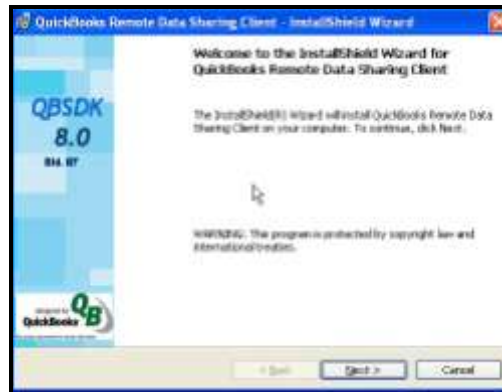 QuickBooks Remote Data Sharing Client - InstallShield Wizard
Welcome to the InstallShield Wizard for
QuickBooks Remote Data Sharing Client
QBSDK
8.0
The InstallShield(R) Wizard will install QuickBooks Remote Data
Sharing Client on your computer. To continue, click Next.
WARNING: This program is protected by copyright law and
international treaties.
QB
QuickBooks
< Back
Next >
Cancel